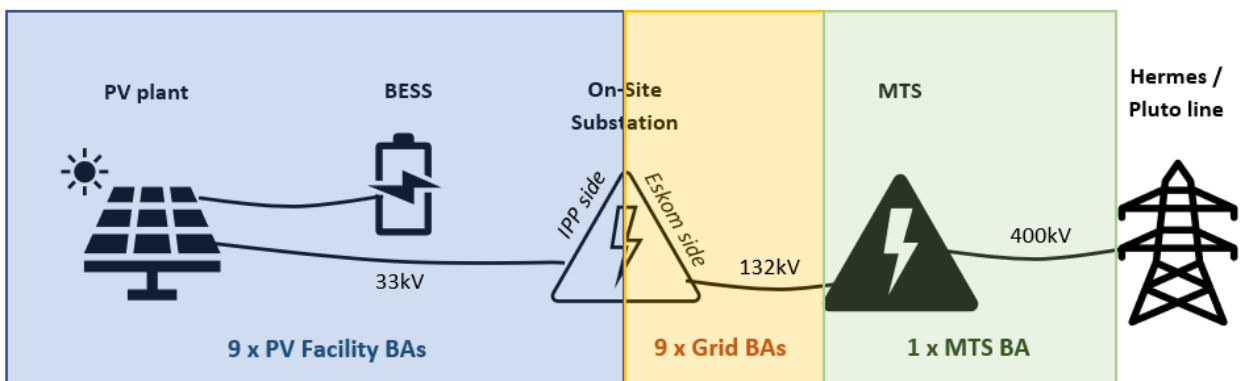 PV plant
BESS
On-Site
Substation
MTS
Hermes /
Pluto line
IPP side
Eskom side
33kV
132kV
400kV
9 x PV Facility BAs
9 x Grid BAs
1 x MTS BA